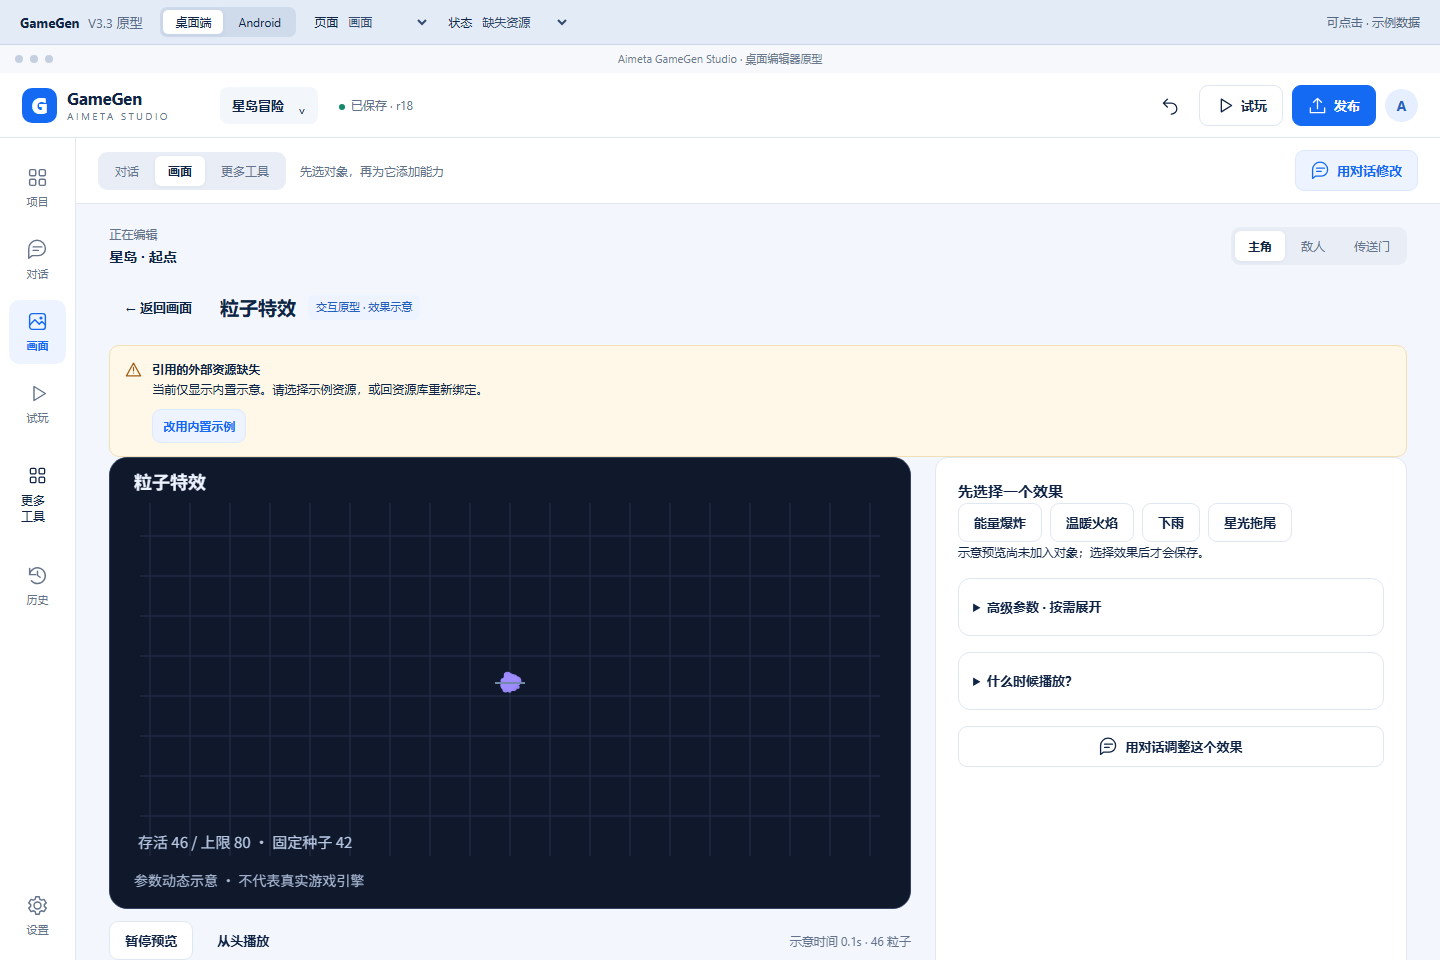 GameGen V3.3 原型 桌面端 Android 页面 画面 状态 缺失资源 可点击 · 示例数据
Aimeta GameGen Studio · 桌面编辑器原型
G GameGen
AIMETA STUDIO
星岛冒险 已保存 · r18 试玩 发布 A
对话 画面 更多工具 先选对象，再为它添加能力 用对话修改
项目
对话
画面
试玩
更多
工具
历史
设置
正在编辑
星岛 · 起点
主角 敌人 传送门
← 返回画面 粒子特效 交互原型 · 效果示意
引用的外部资源缺失
当前仅显示内置示意。请选择示例资源，或回资源库重新绑定。
改用内置示例
粒子特效
存活 46 / 上限 80 · 固定种子 42
参数动态示意 · 不代表真实游戏引擎
暂停预览 从头播放 示意时间 0.1s · 46 粒子
先选择一个效果
能量爆炸 温暖火焰 下雨 星光拖尾
示意预览尚未加入对象；选择效果后才会保存。
▶ 高级参数 · 按需展开
▶ 什么时候播放？
用对话调整这个效果